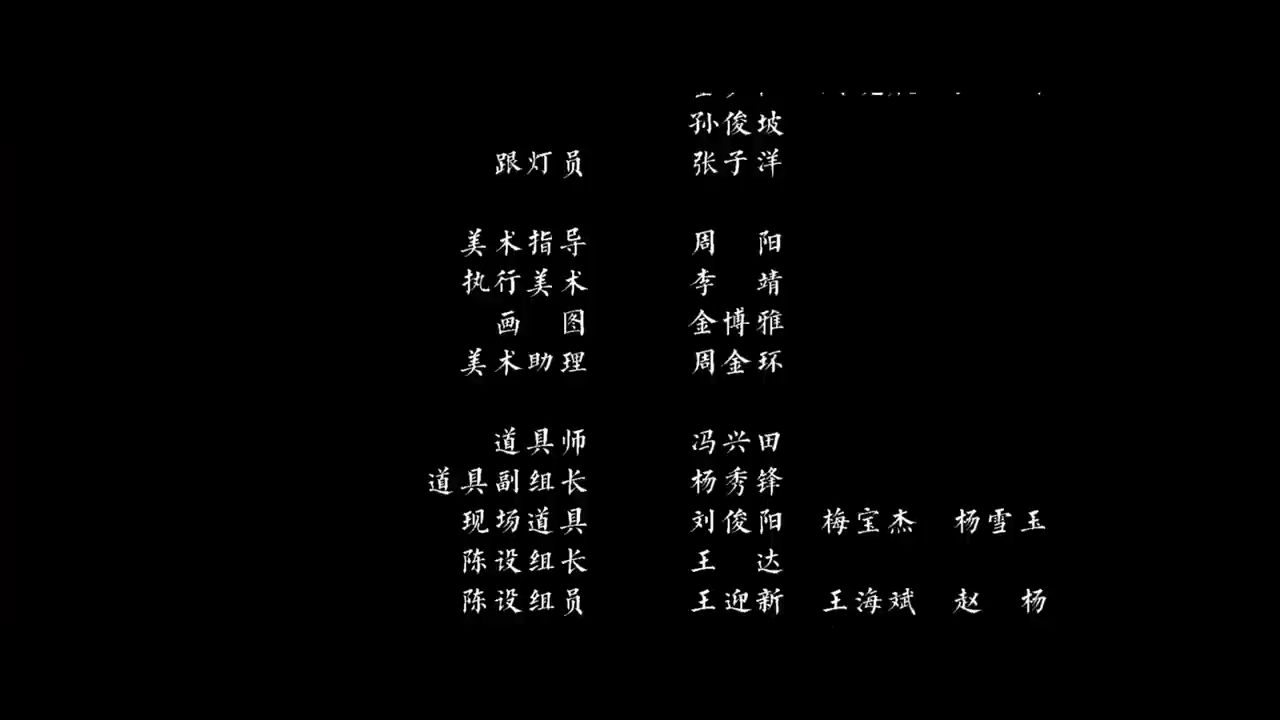 孙俊坡
跟灯员 张子洋
美术指导 周 阳
执行美术 李 靖
画 图 金博雅
美术助理 周金环
道具师 冯兴田
道具副组长 杨秀锋
现场道具 刘俊阳 梅宝杰 杨雪玉
陈设组长 王 达
陈设组员 王迎新 王海斌 赵 杨